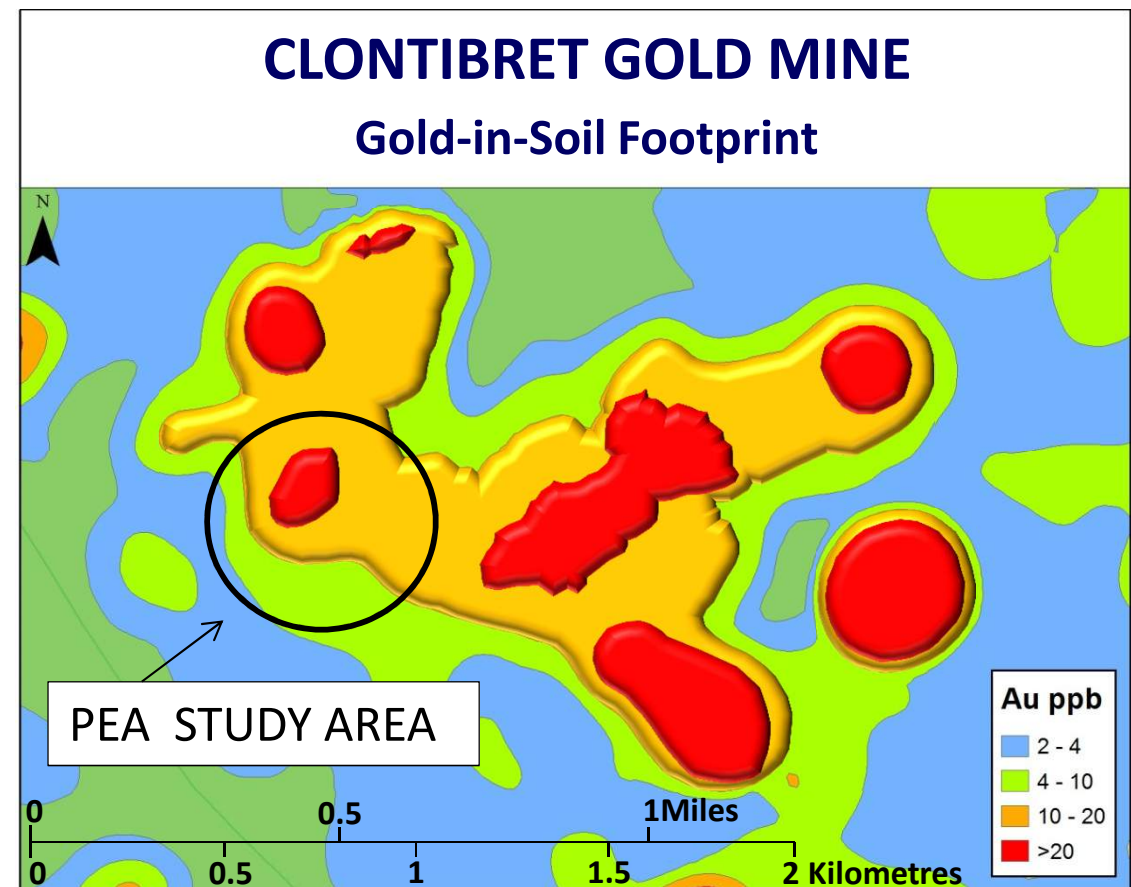 CLONTIBRET GOLD MINE
Gold-in-Soil Footprint
N
PEA STUDY AREA
Au ppb
2 - 4
4 - 10
10 - 20
>20
0 0.5 1Miles
0 0.5 1 1.5 2 Kilometres